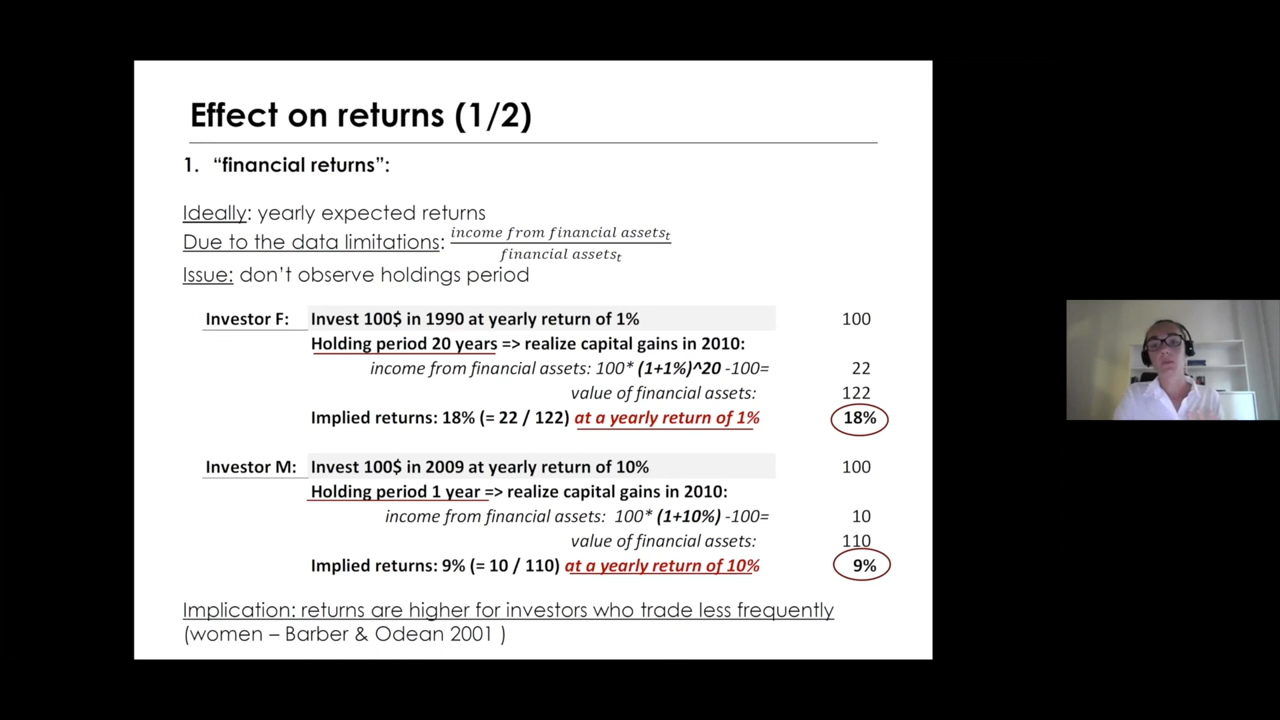 Effect on returns (1/2)
1. “financial returns”:
Ideally: yearly expected returns
Due to the data limitations: income from financial assetsₜ
financial assetsₜ
Issue: don’t observe holdings period
Investor F: Invest 100$ in 1990 at yearly return of 1% 100
Holding period 20 years => realize capital gains in 2010:
income from financial assets: 100* (1+1%)^20 -100= 22
value of financial assets: 122
Implied returns: 18% (= 22 / 122) at a yearly return of 1% 18%
Investor M: Invest 100$ in 2009 at yearly return of 10% 100
Holding period 1 year => realize capital gains in 2010:
income from financial assets: 100* (1+10%) -100= 10
value of financial assets: 110
Implied returns: 9% (= 10 / 110) at a yearly return of 10% 9%
Implication: returns are higher for investors who trade less frequently
(women – Barber & Odean 2001 )